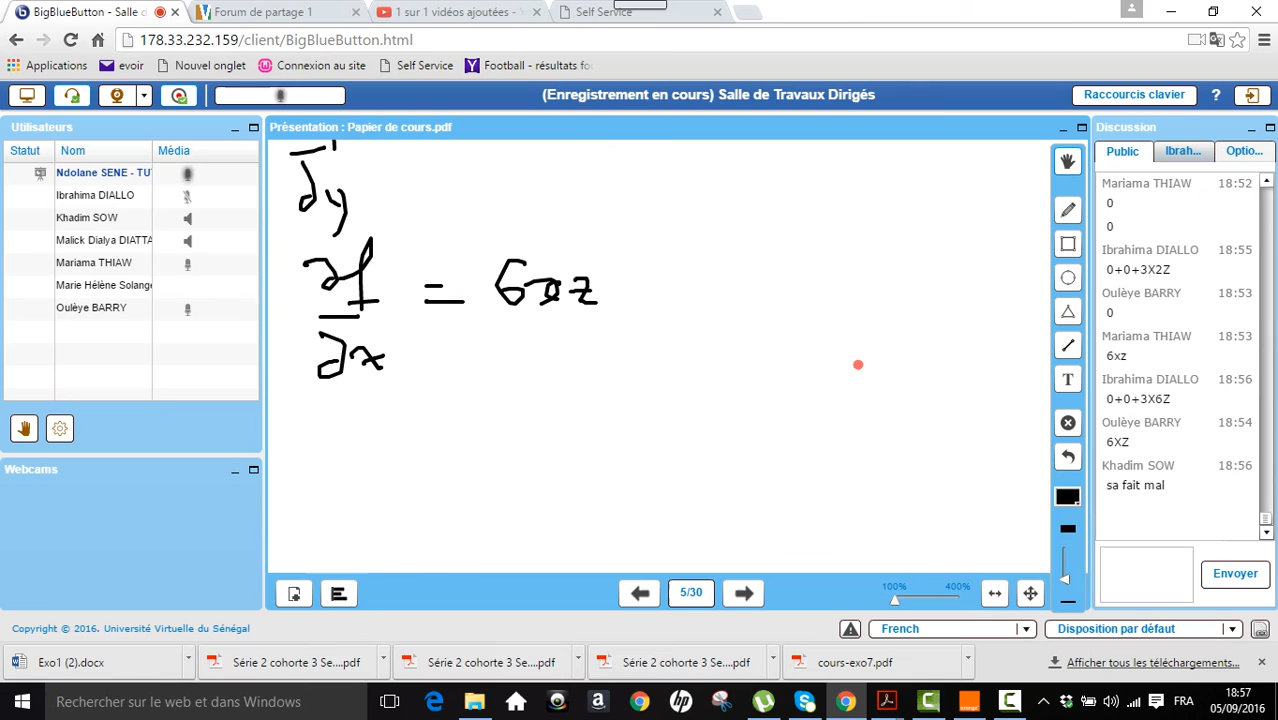 BigBlueButton - Salle d
Forum de partage 1
1 sur 1 vidéos ajoutées -
Self Service
178.33.232.159/client/BigBlueButton.html
Applications
evoir
Nouvel onglet
Connexion au site
Self Service
Football - résultats fo
(Enregistrement en cours) Salle de Travaux Dirigés
Raccourcis clavier
?
Utilisateurs
Présentation : Papier de cours.pdf
Discussion
Statut Nom Média
Ndolane SENE - TU
Ibrahima DIALLO
Khadim SOW
Malick Dialya DIATTA
Mariama THIAW
Marie Hélène Solange
Oulèye BARRY
Webcams
∂y
∂f = 6xz
∂z
T
Public Ibrah... Optio...
Mariama THIAW 18:52
0
0
Ibrahima DIALLO 18:55
0+0+3X2Z
Oulèye BARRY 18:53
0
Mariama THIAW 18:53
6xz
Ibrahima DIALLO 18:56
0+0+3X6Z
Oulèye BARRY 18:54
6XZ
Khadim SOW 18:56
sa fait mal
Envoyer
5/30
100% 400%
Copyright © 2016. Université Virtuelle du Sénégal
French
Disposition par défaut
Exo1 (2).docx
Série 2 cohorte 3 Se....pdf
Série 2 cohorte 3 Se....pdf
Série 2 cohorte 3 Se....pdf
cours-exo7.pdf
Afficher tous les téléchargements...
Rechercher sur le web et dans Windows
FRA
18:57
05/09/2016